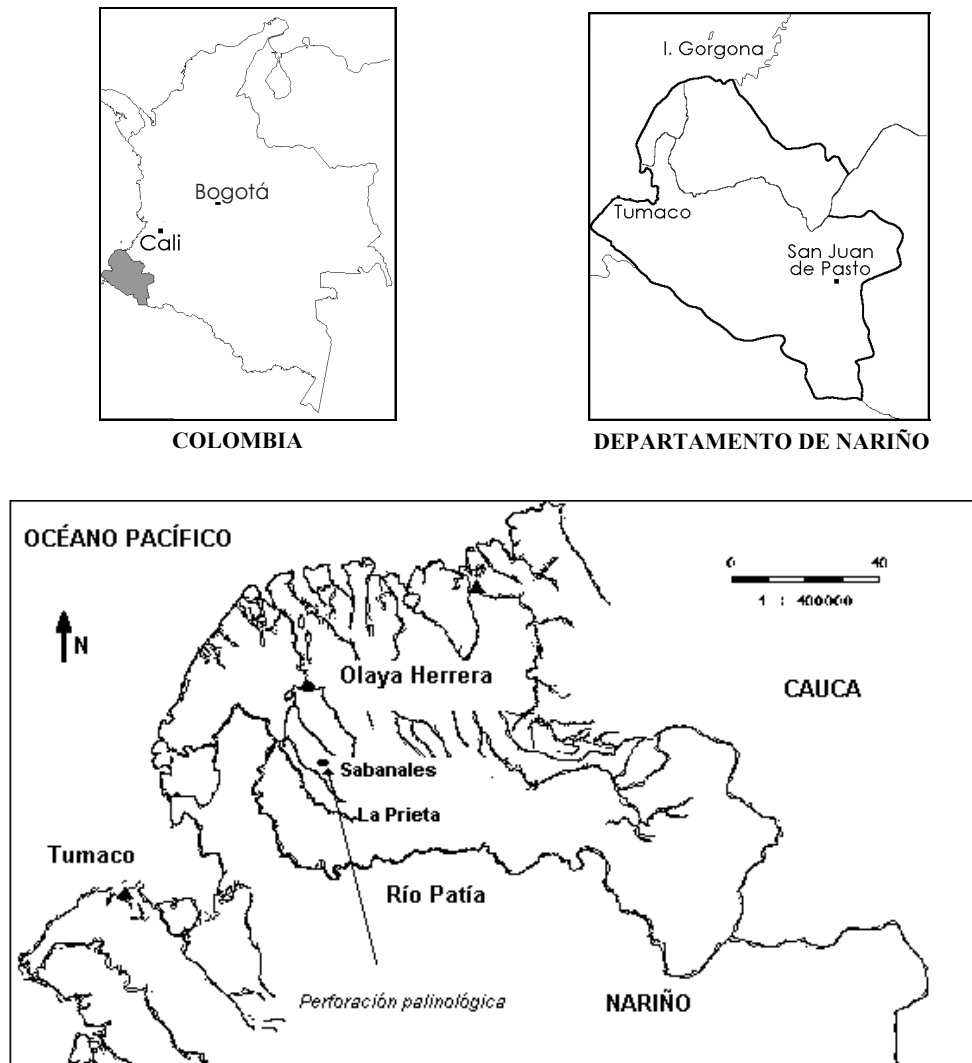 Bogotá
Cali
COLOMBIA
I. Gorgona
Tumaco
San Juan
de Pasto
DEPARTAMENTO DE NARIÑO
OCÉANO PACÍFICO
0 40
1 : 400000
N
Olaya Herrera
CAUCA
Sabanales
La Prieta
Tumaco
Río Patía
Perforación palinológica
NARIÑO